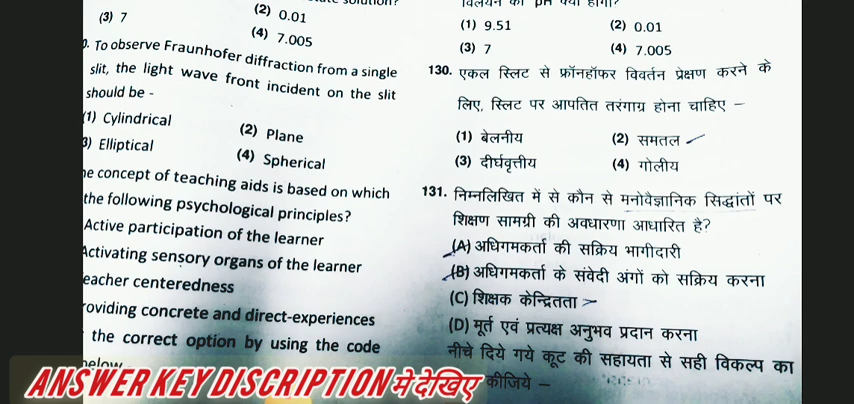 (3) 7
(2) 0.01
(4) 7.005
0. To observe Fraunhofer diffraction from a single
slit, the light wave front incident on the slit
should be -
(1) Cylindrical
(2) Plane
3) Elliptical
(4) Spherical
he concept of teaching aids is based on which
the following psychological principles?
Active participation of the learner
Activating sensory organs of the learner
eacher centeredness
roviding concrete and direct-experiences
the correct option by using the code
below
(1) 9.51
(2) 0.01
(3) 7
(4) 7.005
130. एकल स्लिट से फ्रॉनहॉफर विवर्तन प्रेक्षण करने के
लिए, स्लिट पर आपतित तरंगाग्र होना चाहिए –
(1) बेलनीय
(2) समतल
(3) दीर्घवृत्तीय
(4) गोलीय
131. निम्नलिखित में से कौन से मनोवैज्ञानिक सिद्धांतों पर
शिक्षण सामग्री की अवधारणा आधारित है?
(A) अधिगमकर्ता की सक्रिय भागीदारी
(B) अधिगमकर्ता के संवेदी अंगों को सक्रिय करना
(C) शिक्षक केन्द्रितता
(D) मूर्त एवं प्रत्यक्ष अनुभव प्रदान करना
नीचे दिये गये कूट की सहायता से सही विकल्प का
कीजिये –
ANSWER KEY DISCRIPTION मे देखिए